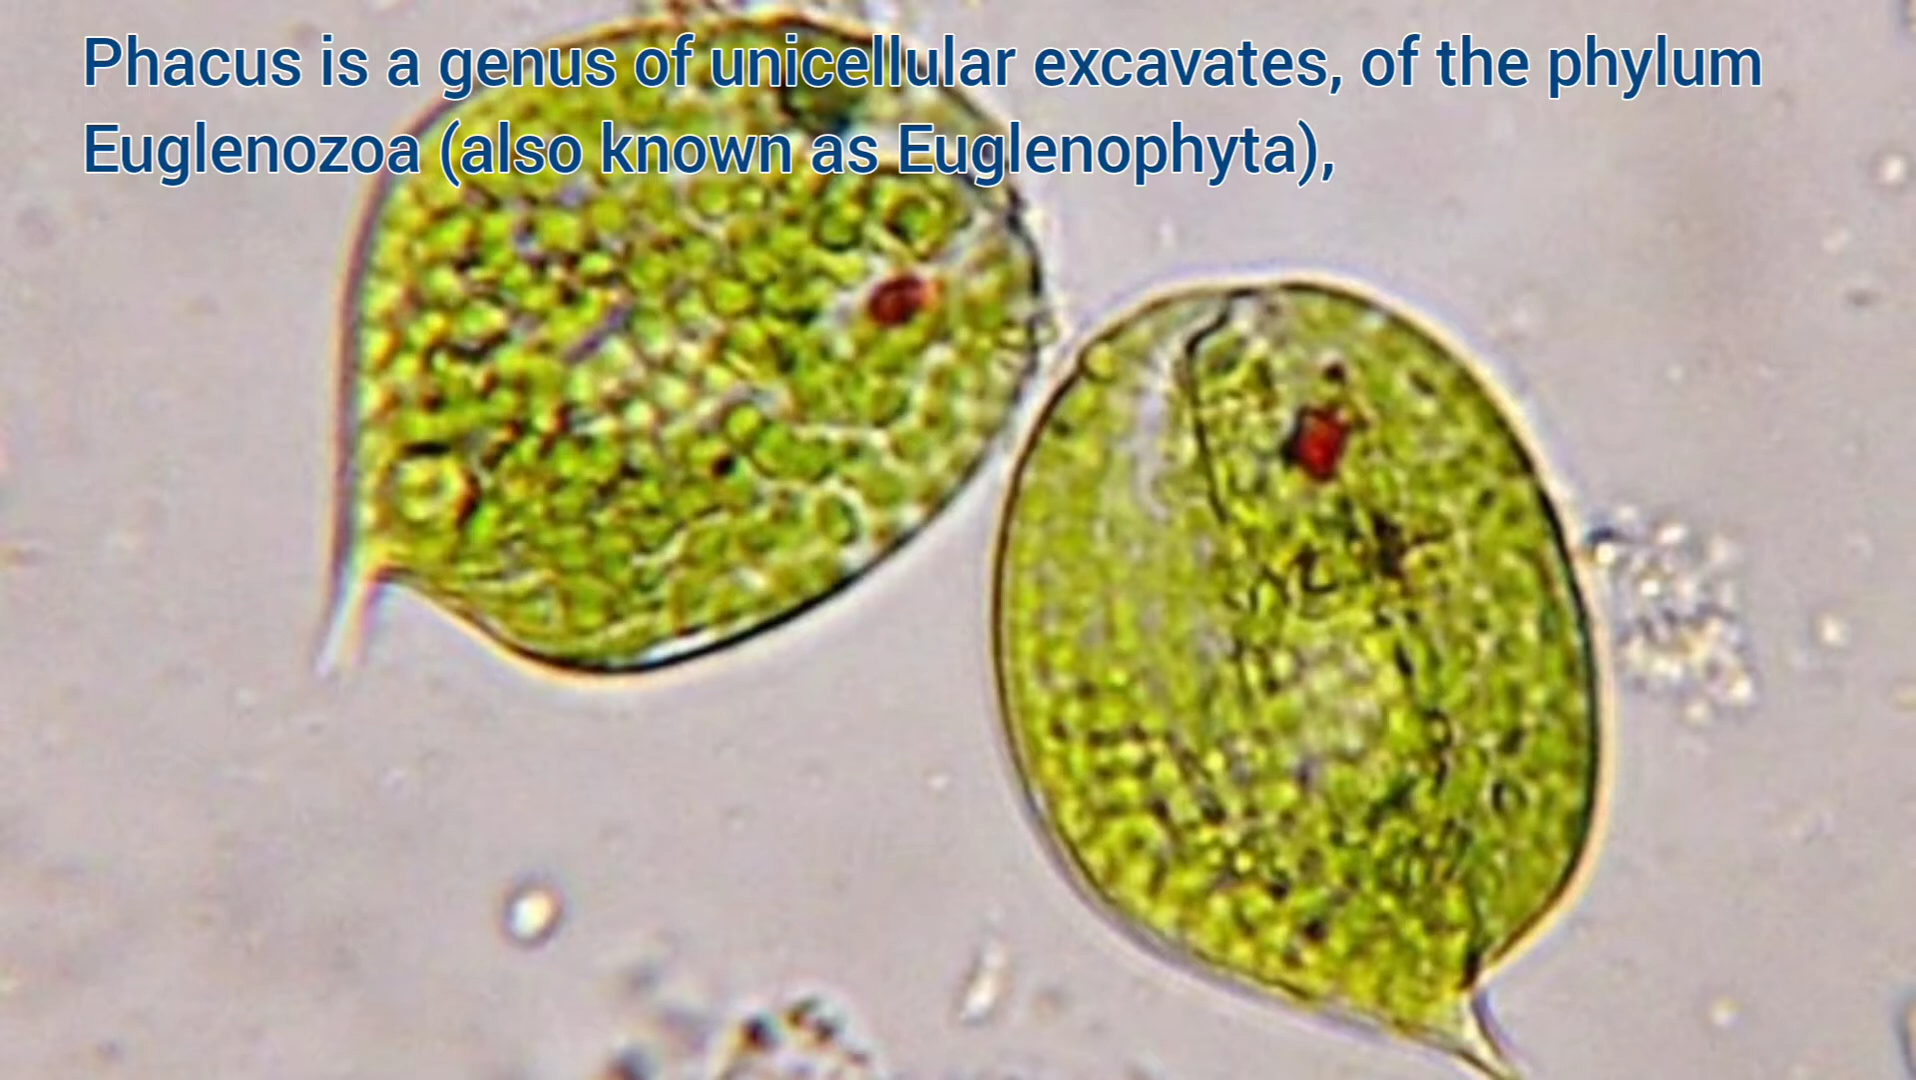 Phacus is a genus of unicellular excavates, of the phylum
Euglenozoa (also known as Euglenophyta),